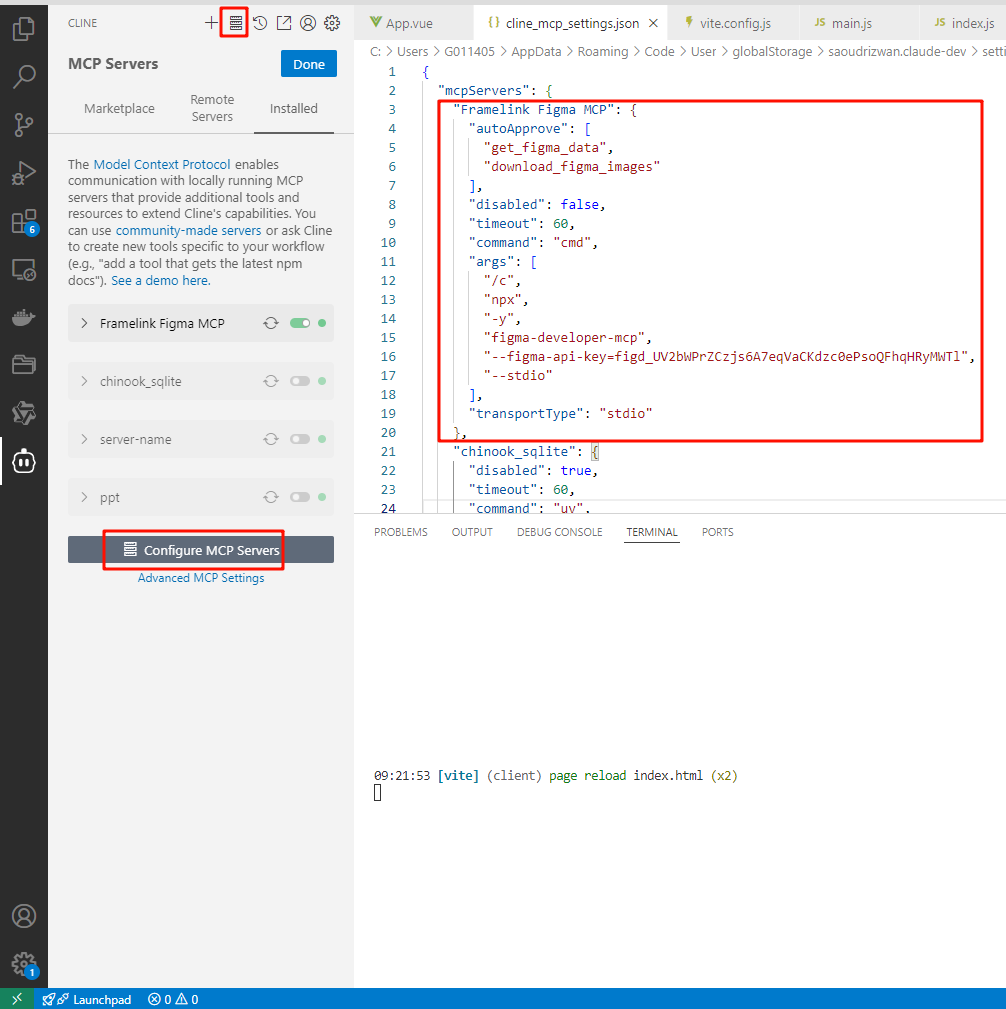 CLINE
MCP Servers
Done
Marketplace
Remote
Servers
Installed
The Model Context Protocol enables
communication with locally running MCP
servers that provide additional tools and
resources to extend Cline's capabilities. You
can use community-made servers or ask Cline
to create new tools specific to your workflow
(e.g., "add a tool that gets the latest npm
docs"). See a demo here.
Framelink Figma MCP
chinook_sqlite
server-name
ppt
Configure MCP Servers
Advanced MCP Settings
6
1
App.vue
{} cline_mcp_settings.json
vite.config.js
JS main.js
JS index.js
C: > Users > G011405 > AppData > Roaming > Code > User > globalStorage > saoudrizwan.claude-dev > setti
1 {
2 "mcpServers": {
3 "Framelink Figma MCP": {
4 "autoApprove": [
5 "get_figma_data",
6 "download_figma_images"
7 ],
8 "disabled": false,
9 "timeout": 60,
10 "command": "cmd",
11 "args": [
12 "/c",
13 "npx",
14 "-y",
15 "figma-developer-mcp",
16 "--figma-api-key=figd_UV2bWPrZCzjs6A7eqVaCKdzc0ePsoQFhqHRyMWTl",
17 "--stdio"
18 ],
19 "transportType": "stdio"
20 },
21 "chinook_sqlite": {
22 "disabled": true,
23 "timeout": 60,
24 "command": "uv",
PROBLEMS
OUTPUT
DEBUG CONSOLE
TERMINAL
PORTS
09:21:53 [vite] (client) page reload index.html (x2)
Launchpad
0
0